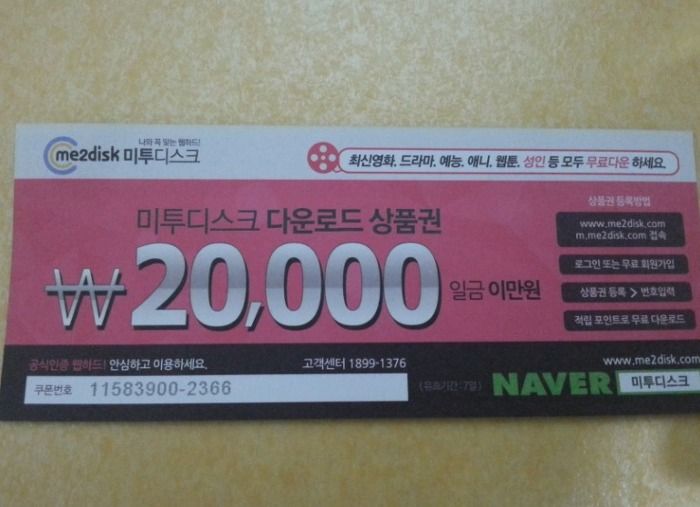 나와 꼭 맞는 웹하드!
me2disk 미투디스크
최신영화, 드라마, 예능, 애니, 웹툰, 성인 등 모두 무료다운 하세요.
미투디스크 다운로드 상품권
₩20,000 일금 이만원
상품권 등록방법
www.me2disk.com
m.me2disk.com 접속
로그인 또는 무료 회원가입
상품권 등록 > 번호입력
적립 포인트로 무료 다운로드
공식인증 웹하드! 안심하고 이용하세요.
고객센터 1899-1376
www.me2disk.com
쿠폰번호 11583900-2366
(유효기간:7일)
NAVER 미투디스크